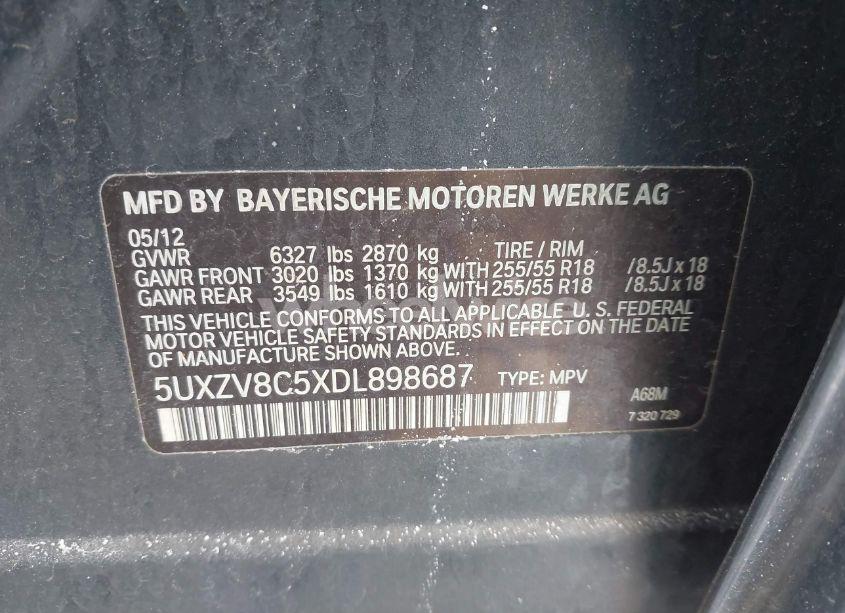 MFD BY BAYERISCHE MOTOREN WERKE AG
05/12
GVWR 6327 lbs 2870 kg TIRE / RIM
GAWR FRONT 3020 lbs 1370 kg WITH 255/55 R18 /8.5J x 18
GAWR REAR 3549 lbs 1610 kg WITH 255/55 R18 /8.5J x 18
THIS VEHICLE CONFORMS TO ALL APPLICABLE U. S. FEDERAL
MOTOR VEHICLE SAFETY STANDARDS IN EFFECT ON THE DATE
OF MANUFACTURE SHOWN ABOVE.
5UXZV8C5XDL898687 TYPE: MPV A68M
7 320 729